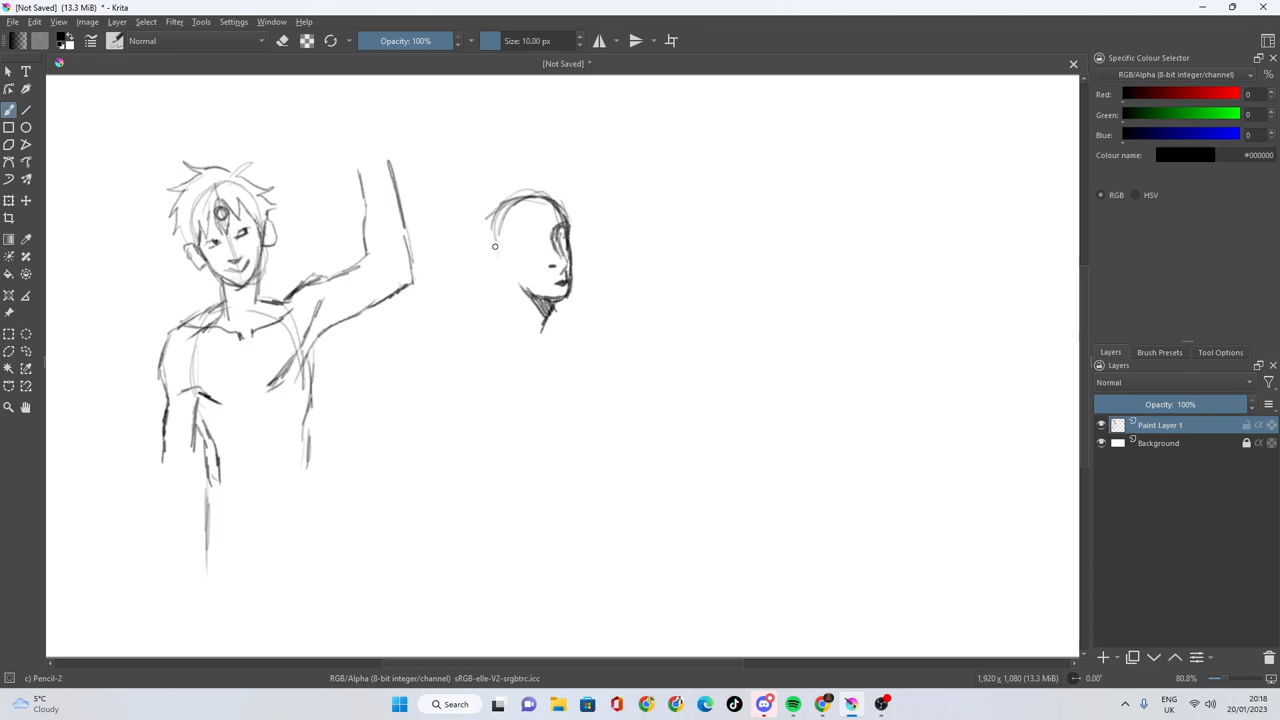 [Not Saved] (13.3 MiB) * - Krita
File Edit View Image Layer Select Filter Tools Settings Window Help
Normal Opacity: 100% Size: 10.00 px
[Not Saved] *
Specific Colour Selector
RGB/Alpha (8-bit integer/channel) %
Red: 0
Green: 0
Blue: 0
Colour name: #000000
RGB HSV
Layers Brush Presets Tool Options
Layers
Normal
Opacity: 100%
Paint Layer 1
Background
c) Pencil-2 RGB/Alpha (8-bit integer/channel) sRGB-elle-V2-srgbtrc.icc 1,920 x 1,080 (13.3 MiB) 0.00° 80.8%
5°C
Cloudy
Search
ENG
UK
20:18
20/01/2023